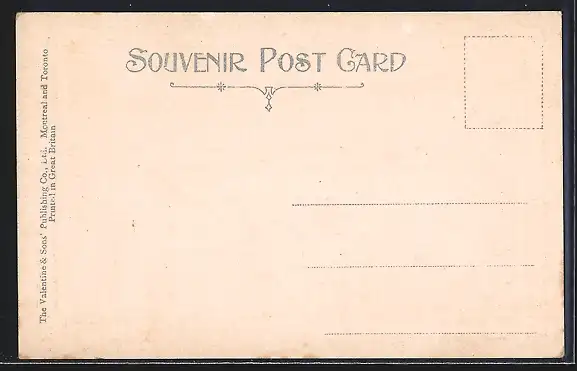 SOUVENIR POST CARD
The Valentine & Sons' Publishing Co., Ltd. Montreal and Toronto
Printed in Great Britain